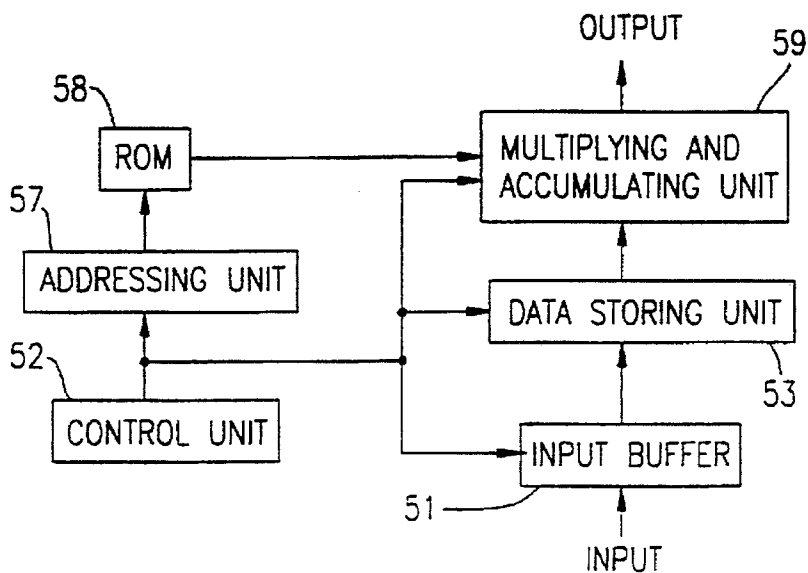 OUTPUT
59
58
ROM
MULTIPLYING AND
ACCUMULATING UNIT
57
ADDRESSING UNIT
DATA STORING UNIT
52
53
CONTROL UNIT
INPUT BUFFER
51
INPUT